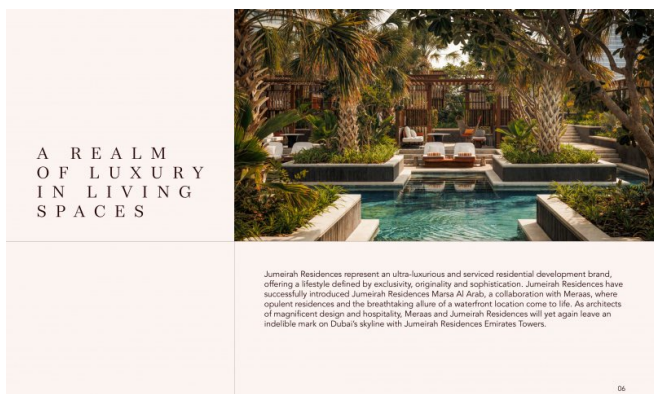 A REALM
OF LUXURY
IN LIVING
SPACES
Jumeirah Residences represent an ultra-luxurious and serviced residential development brand,
offering a lifestyle defined by exclusivity, originality and sophistication. Jumeirah Residences have
successfully introduced Jumeirah Residences Marsa Al Arab, a collaboration with Meraas, where
opulent residences and the breathtaking allure of a waterfront location come to life. As architects
of magnificent design and hospitality, Meraas and Jumeirah Residences will yet again leave an
indelible mark on Dubai's skyline with Jumeirah Residences Emirates Towers.
06